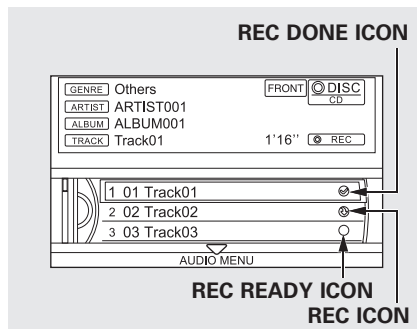 REC DONE ICON
GENRE Others FRONT DISC
CD
ARTIST ARTIST001
ALBUM ALBUM001
TRACK Track01 1'16" REC
1 01 Track01
2 02 Track02
3 03 Track03
AUDIO MENU
REC READY ICON
REC ICON